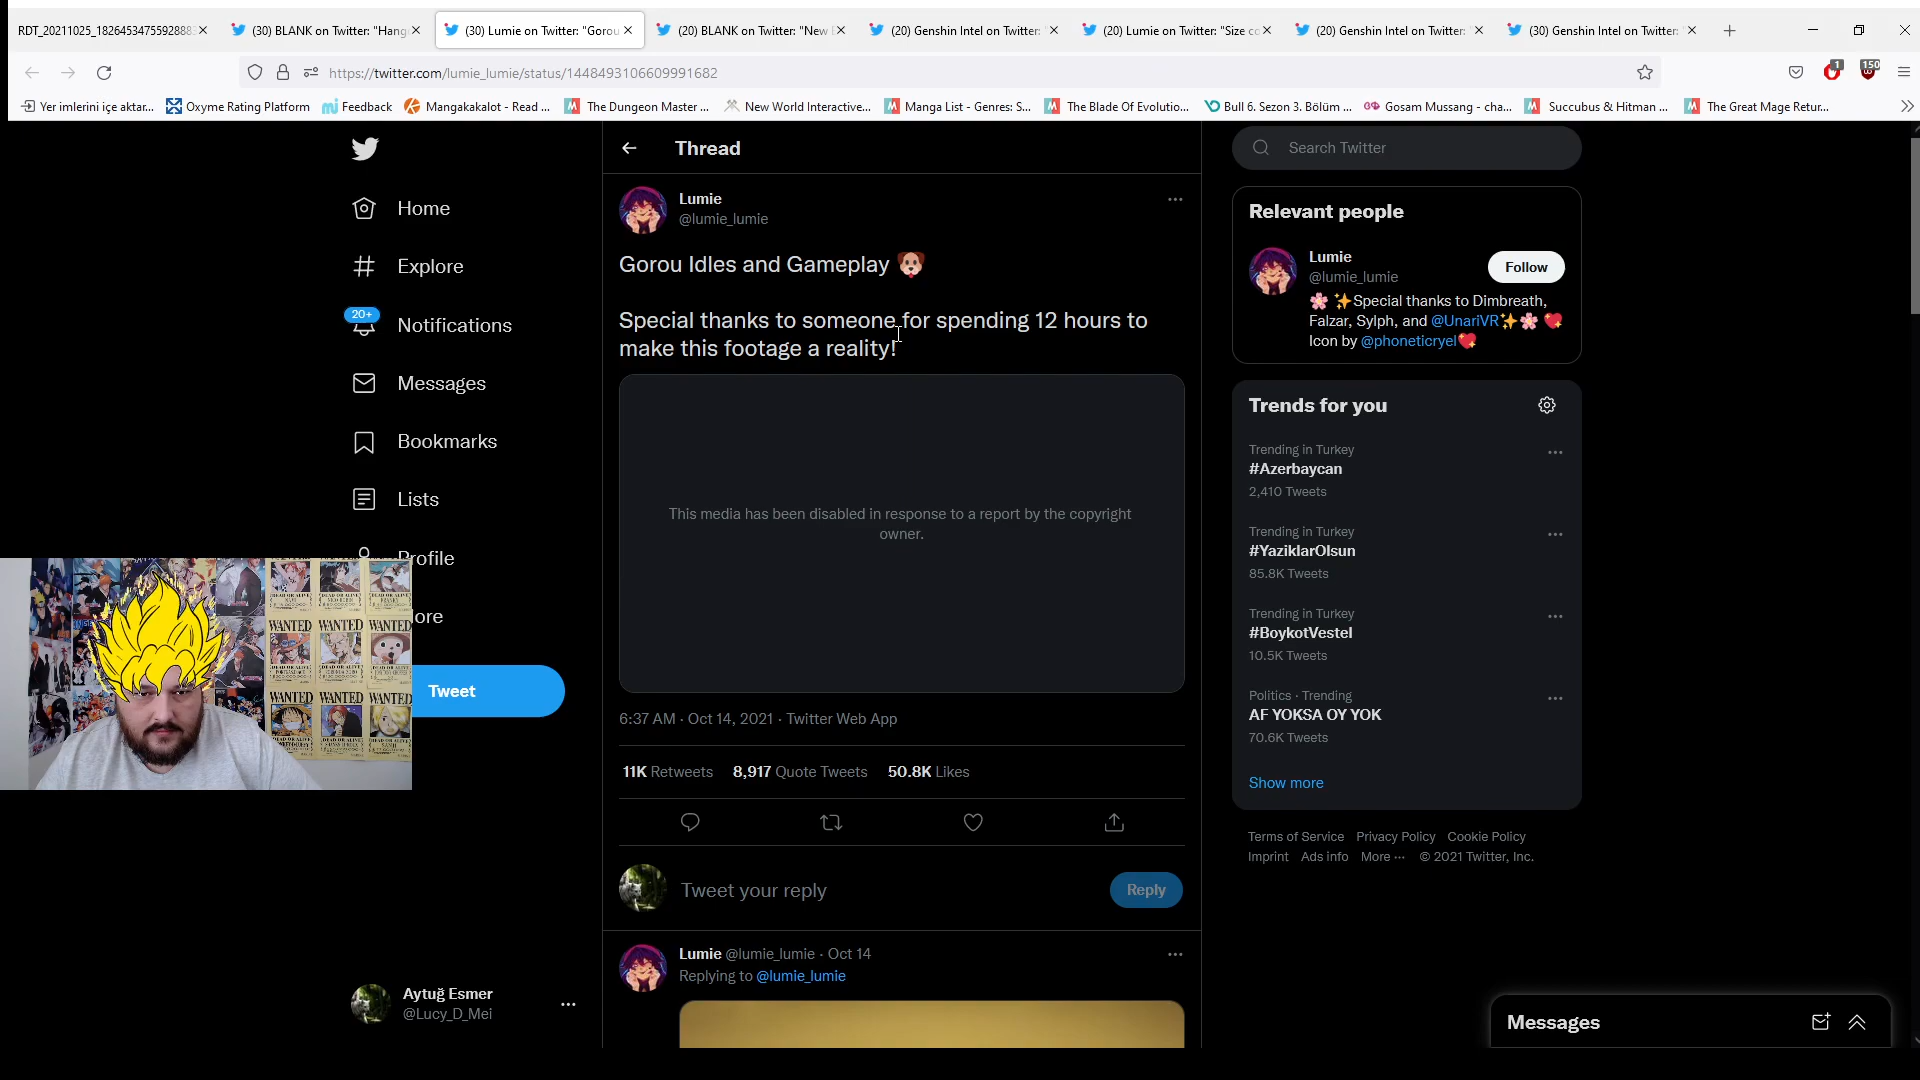 RDT_20211025_182645347559288
(30) BLANK on Twitter: "Hang
(30) Lumie on Twitter: "Gorou
(20) BLANK on Twitter: "New
(20) Genshin Intel on Twitter:
(20) Lumie on Twitter: "Size co
(20) Genshin Intel on Twitter:
(30) Genshin Intel on Twitter:
https://twitter.com/lumie_lumie/status/1448493106609991682
1
150
Yer imlerini içe aktar...
Oxyme Rating Platform
Feedback
Mangakakalot - Read ...
The Dungeon Master ...
New World Interactive...
Manga List - Genres: S...
The Blade Of Evolutio...
Bull 6. Sezon 3. Bölüm ...
Gosam Mussang - cha...
Succubus & Hitman ...
The Great Mage Retur...
Home
Explore
20+
Notifications
Messages
Bookmarks
Lists
Profile
ore
Tweet
Aytuğ Esmer
@Lucy_D_Mei
Thread
Lumie
@lumie_lumie
Gorou Idles and Gameplay 🐶
Special thanks to someone for spending 12 hours to
make this footage a reality!
This media has been disabled in response to a report by the copyright
owner.
6:37 AM · Oct 14, 2021 · Twitter Web App
11K Retweets 8,917 Quote Tweets 50.8K Likes
Tweet your reply
Reply
Lumie @lumie_lumie · Oct 14
Replying to @lumie_lumie
Search Twitter
Relevant people
Lumie
@lumie_lumie
Follow
🌸 ✨Special thanks to Dimbreath,
Falzar, Sylph, and @UnariVR✨🌸 💖
Icon by @phoneticryel💖
Trends for you
Trending in Turkey
#Azerbaycan
2,410 Tweets
Trending in Turkey
#YaziklarOlsun
85.8K Tweets
Trending in Turkey
#BoykotVestel
10.5K Tweets
Politics · Trending
AF YOKSA OY YOK
70.6K Tweets
Show more
Terms of Service Privacy Policy Cookie Policy
Imprint Ads info More ··· © 2021 Twitter, Inc.
Messages
WANTED
WANTED
WANTED
WANTED
WANTED
WANTED